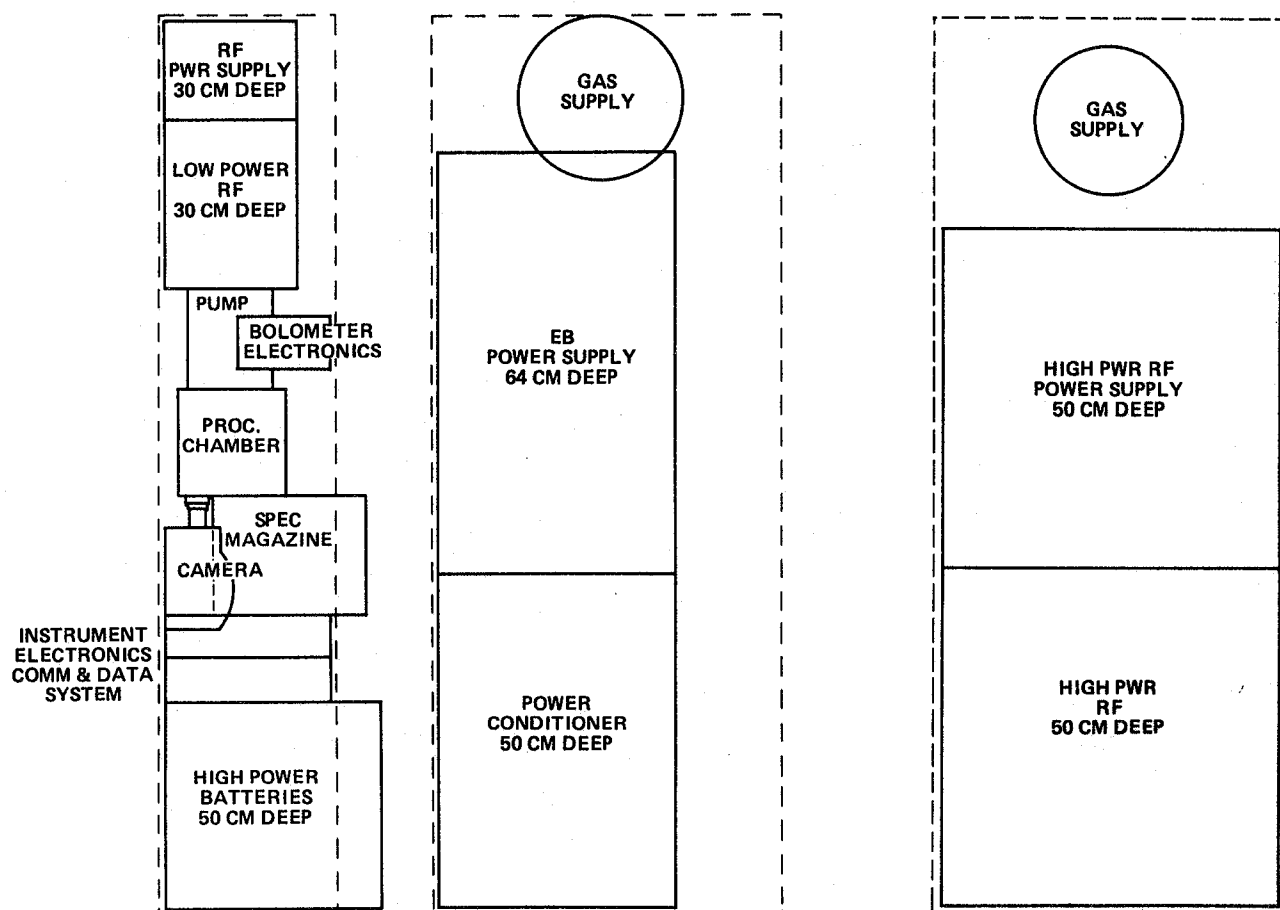 RF
PWR SUPPLY
30 CM DEEP
LOW POWER
RF
30 CM DEEP
PUMP
BOLOMETER
ELECTRONICS
PROC.
CHAMBER
SPEC
MAGAZINE
CAMERA
INSTRUMENT
ELECTRONICS
COMM & DATA
SYSTEM
HIGH POWER
BATTERIES
50 CM DEEP
GAS
SUPPLY
EB
POWER SUPPLY
64 CM DEEP
POWER
CONDITIONER
50 CM DEEP
GAS
SUPPLY
HIGH PWR RF
POWER SUPPLY
50 CM DEEP
HIGH PWR
RF
50 CM DEEP